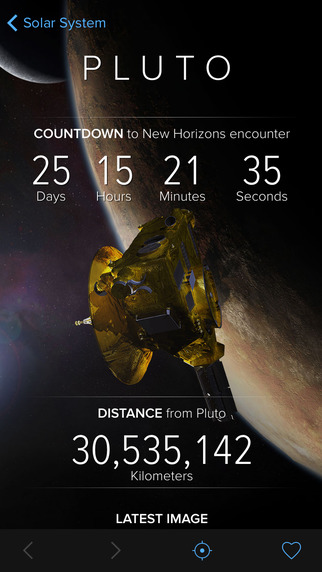 Solar System
PLUTO
COUNTDOWN to New Horizons encounter
25 15 21 35
Days Hours Minutes Seconds
DISTANCE from Pluto
30,535,142
Kilometers
LATEST IMAGE